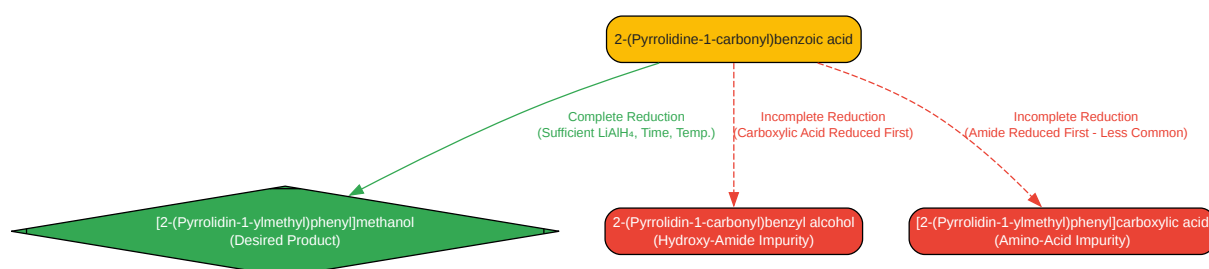 2-(Pyrrolidine-1-carbonyl)benzoic acid
Complete Reduction
(Sufficient LiAlH₄, Time, Temp.)
Incomplete Reduction
(Carboxylic Acid Reduced First)
Incomplete Reduction
(Amide Reduced First - Less Common)
[2-(Pyrrolidin-1-ylmethyl)phenyl]methanol
(Desired Product)
2-(Pyrrolidin-1-carbonyl)benzyl alcohol
(Hydroxy-Amide Impurity)
[2-(Pyrrolidin-1-ylmethyl)phenyl]carboxylic acid
(Amino-Acid Impurity)